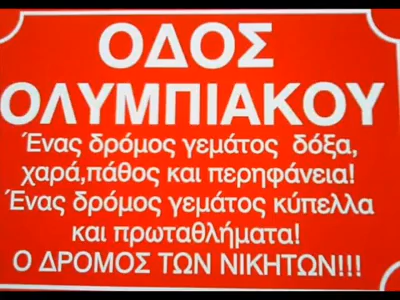 ΟΔΟΣ
ΟΛΥΜΠΙΑΚΟΥ
Ένας δρόμος γεμάτος δόξα,
χαρά,πάθος και περηφάνεια!
Ένας δρόμος γεμάτος κύπελλα
και πρωταθλήματα!
Ο ΔΡΟΜΟΣ ΤΩΝ ΝΙΚΗΤΩΝ!!!